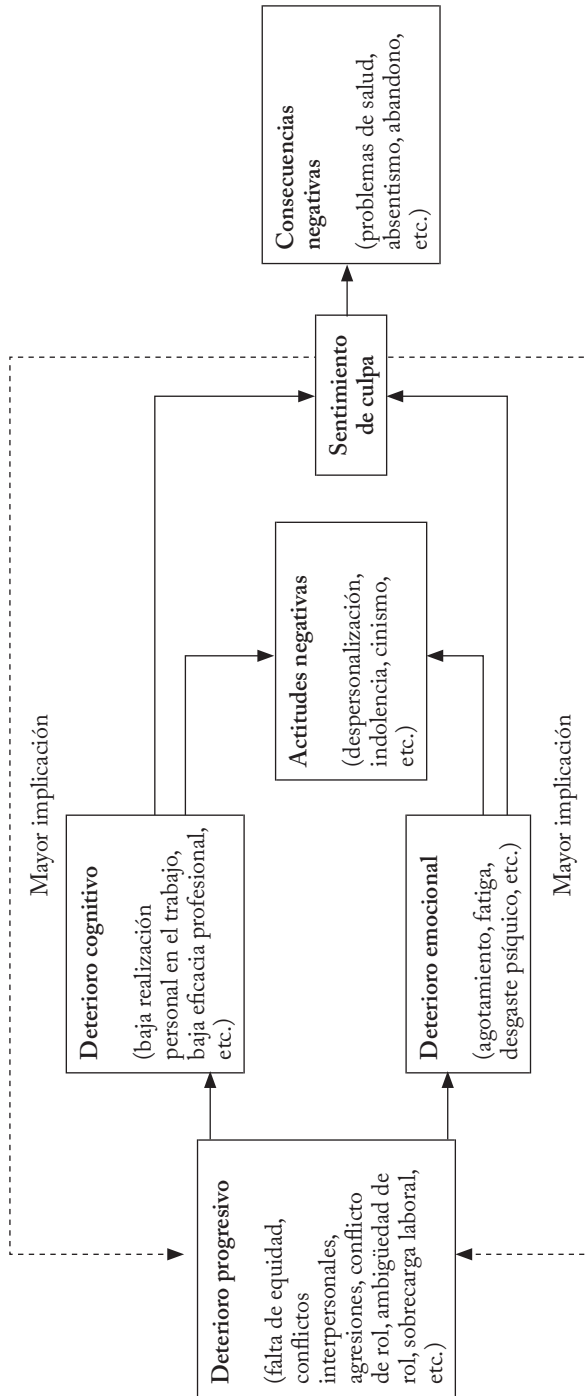 Mayor implicación
Deterioro progresivo
(falta de equidad,
conflictos
interpersonales,
agresiones, conflicto
de rol, ambigüedad de
rol, sobrecarga laboral,
etc.)
Deterioro cognitivo
(baja realización
personal en el trabajo,
baja eficacia profesional,
etc.)
Deterioro emocional
(agotamiento, fatiga,
desgaste psíquico, etc.)
Actitudes negativas
(despersonalización,
indolencia, cinismo,
etc.)
Sentimiento
de culpa
Consecuencias
negativas
(problemas de salud,
absentismo, abandono,
etc.)
Mayor implicación